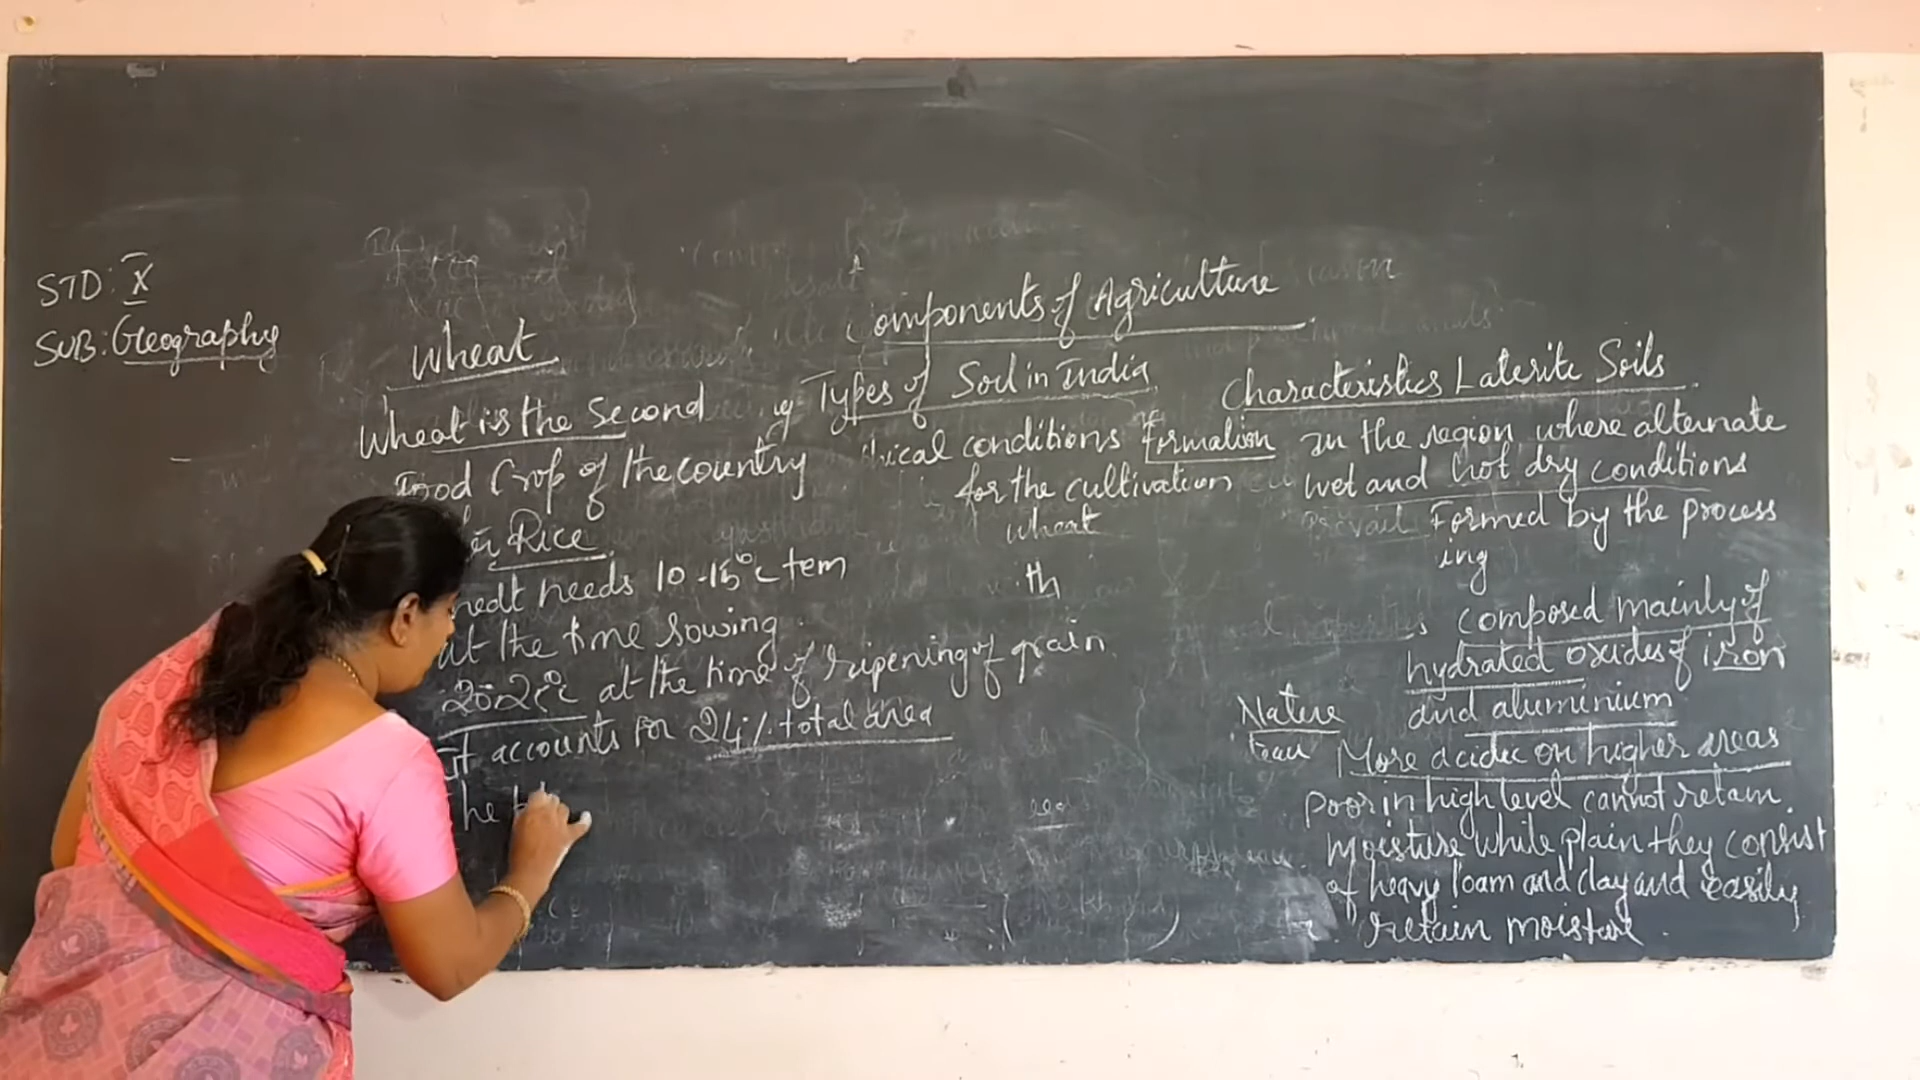 STD: X
SUB: Geography
Components of Agriculture
Wheat
Wheat is the Second
Food Crop of the country
Rice
needs 10-15°c tem
at the time sowing.
at the time of ripening of grain
It accounts for 24% total area
he
Types of Soil in India
conditions Formation
for the cultivation
wheat
th
Characteristics Laterite Soils
In the region where alternate
wet and hot dry conditions
Prevail Formed by the process
ing
composed mainly of
hydrated oxides of iron
and aluminium
Nature
More acidic on higher areas
poor in high level cannot retain
moisture while plain they consist
of heavy loam and clay and easily
retain moisture.